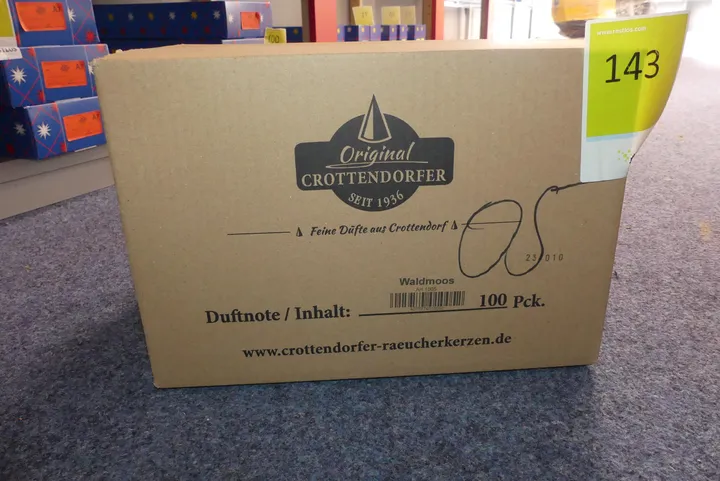 143
Original
CROTTENDORFER
SEIT 1936
Feine Düfte aus Crottendorf
Waldmoos
Duftnote / Inhalt: 100 Pck.
www.crottendorfer-raeucherkerzen.de